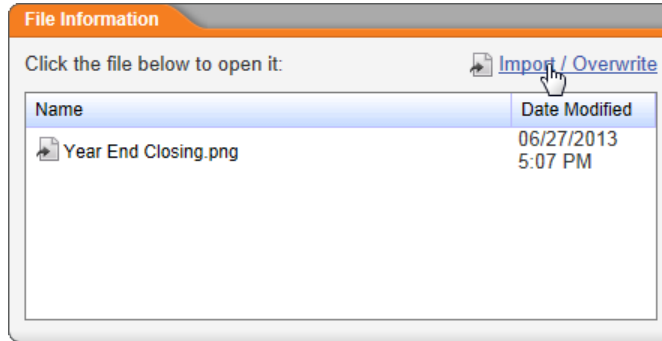 File Information
Click the file below to open it:
Import / Overwrite
Name
Date Modified
Year End Closing.png
06/27/2013
5:07 PM